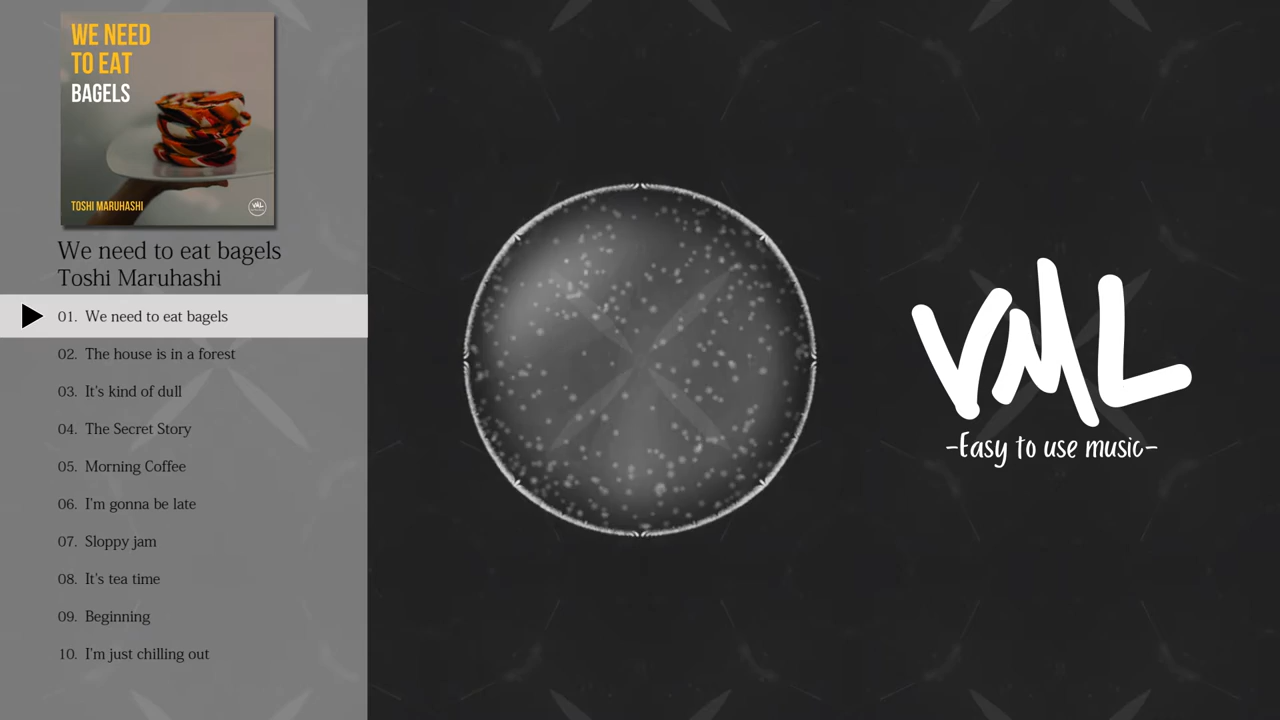 WE NEED
TO EAT
BAGELS
TOSHI MARUHASHI
VML
We need to eat bagels
Toshi Maruhashi
01. We need to eat bagels
02. The house is in a forest
03. It's kind of dull
04. The Secret Story
05. Morning Coffee
06. I'm gonna be late
07. Sloppy jam
08. It's tea time
09. Beginning
10. I'm just chilling out
VML
-Easy to use music-